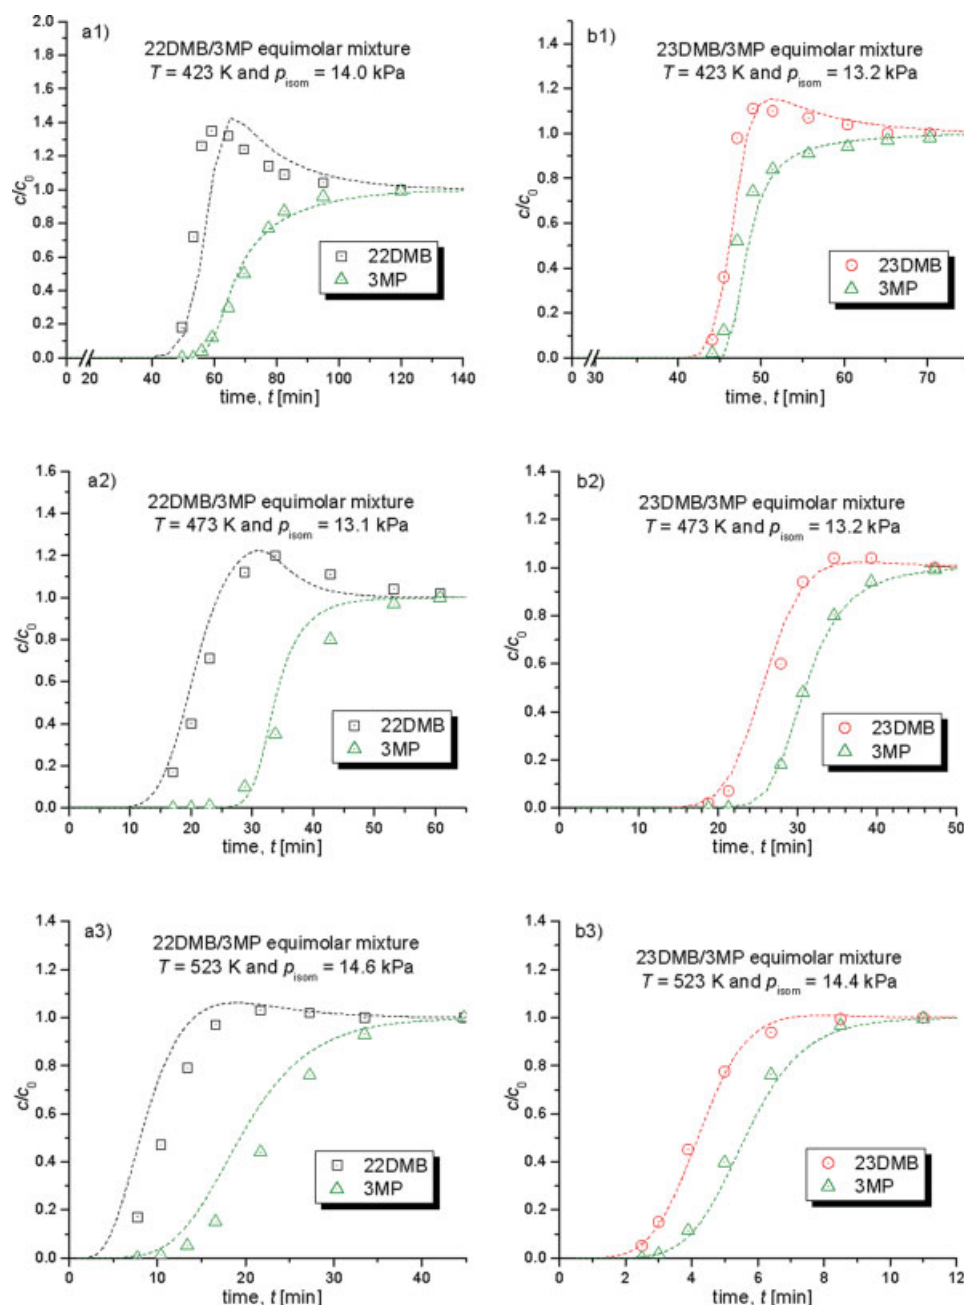 a1)
22DMB/3MP equimolar mixture
T = 423 K and p_isom = 14.0 kPa
2.0
1.8
1.6
1.4
1.2
1.0
0.8
0.6
0.4
0.2
0.0
c/c0
22DMB
3MP
0 20 40 60 80 100 120 140
time, t [min]
b1)
23DMB/3MP equimolar mixture
T = 423 K and p_isom = 13.2 kPa
1.4
1.2
1.0
0.8
0.6
0.4
0.2
0.0
c/c0
23DMB
3MP
0 30 40 50 60 70
time, t [min]
a2)
22DMB/3MP equimolar mixture
T = 473 K and p_isom = 13.1 kPa
1.6
1.4
1.2
1.0
0.8
0.6
0.4
0.2
0.0
c/c0
22DMB
3MP
0 10 20 30 40 50 60
time, t [min]
b2)
23DMB/3MP equimolar mixture
T = 473 K and p_isom = 13.2 kPa
1.4
1.2
1.0
0.8
0.6
0.4
0.2
0.0
c/c0
23DMB
3MP
0 10 20 30 40 50
time, t [min]
a3)
22DMB/3MP equimolar mixture
T = 523 K and p_isom = 14.6 kPa
1.4
1.2
1.0
0.8
0.6
0.4
0.2
0.0
c/c0
22DMB
3MP
0 10 20 30 40
time, t [min]
b3)
23DMB/3MP equimolar mixture
T = 523 K and p_isom = 14.4 kPa
1.4
1.2
1.0
0.8
0.6
0.4
0.2
0.0
c/c0
23DMB
3MP
0 2 4 6 8 10 12
time, t [min]